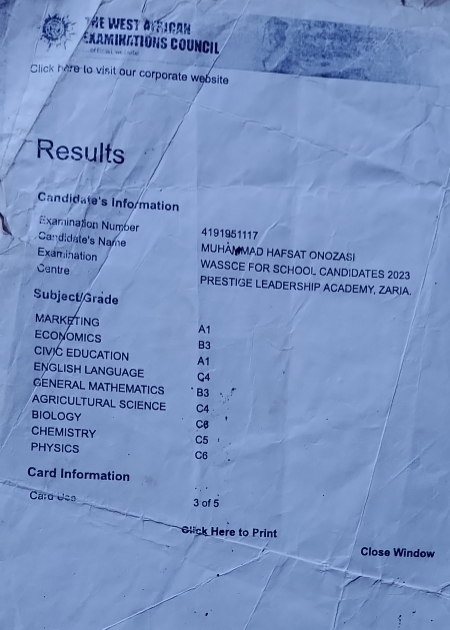 THE WEST AFRICAN
EXAMINATIONS COUNCIL
Click here to visit our corporate website
Results
Candidate's Information
Examination Number 4191951117
Candidate's Name MUHAMMAD HAFSAT ONOZASI
Examination WASSCE FOR SCHOOL CANDIDATES 2023
Centre PRESTIGE LEADERSHIP ACADEMY, ZARIA.
Subject/Grade
MARKETING A1
ECONOMICS B3
CIVIC EDUCATION A1
ENGLISH LANGUAGE C4
GENERAL MATHEMATICS B3
AGRICULTURAL SCIENCE C4
BIOLOGY
CHEMISTRY C5
PHYSICS C6
Card Information
Card Use 3 of 5
Click Here to Print
Close Window